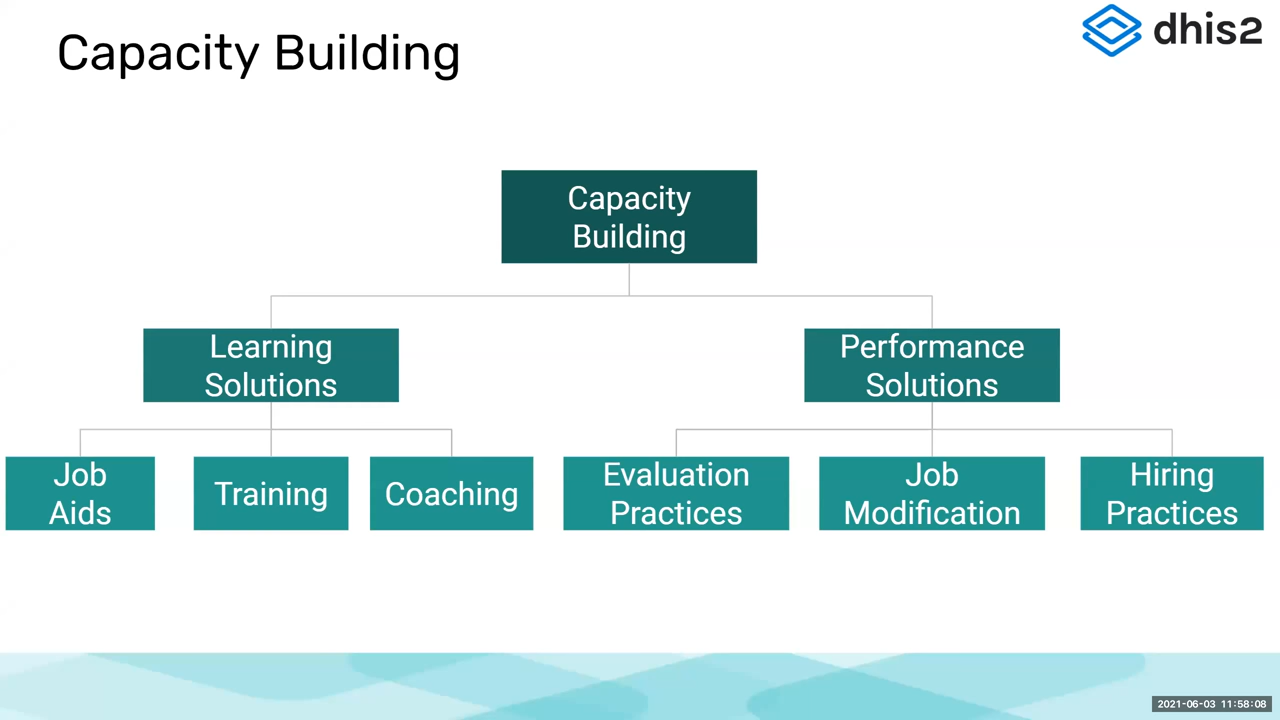 Capacity Building
dhis2
Capacity
Building
Learning
Solutions
Performance
Solutions
Job
Aids
Training
Coaching
Evaluation
Practices
Job
Modification
Hiring
Practices
2021-06-03 11:58:08